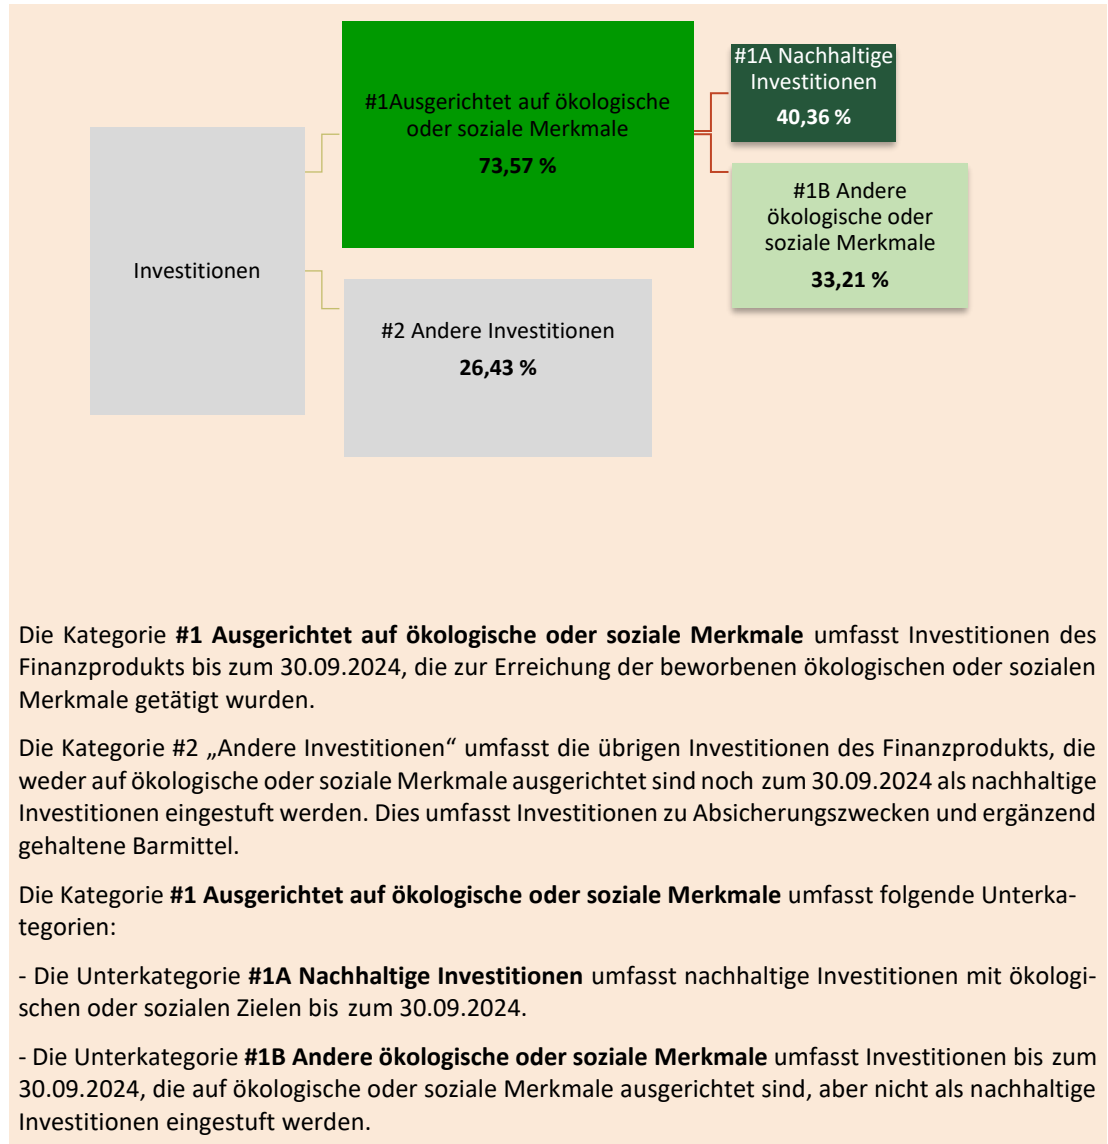 #1A Nachhaltige
Investitionen
40,36 %
#1Ausgerichtet auf ökologische
oder soziale Merkmale
73,57 %
#1B Andere
ökologische oder
soziale Merkmale
33,21 %
Investitionen
#2 Andere Investitionen
26,43 %
Die Kategorie #1 Ausgerichtet auf ökologische oder soziale Merkmale umfasst Investitionen des
Finanzprodukts bis zum 30.09.2024, die zur Erreichung der beworbenen ökologischen oder sozialen
Merkmale getätigt wurden.
Die Kategorie #2 „Andere Investitionen“ umfasst die übrigen Investitionen des Finanzprodukts, die
weder auf ökologische oder soziale Merkmale ausgerichtet sind noch zum 30.09.2024 als nachhaltige
Investitionen eingestuft werden. Dies umfasst Investitionen zu Absicherungszwecken und ergänzend
gehaltene Barmittel.
Die Kategorie #1 Ausgerichtet auf ökologische oder soziale Merkmale umfasst folgende Unterka-
tegorien:
- Die Unterkategorie #1A Nachhaltige Investitionen umfasst nachhaltige Investitionen mit ökologi-
schen oder sozialen Zielen bis zum 30.09.2024.
- Die Unterkategorie #1B Andere ökologische oder soziale Merkmale umfasst Investitionen bis zum
30.09.2024, die auf ökologische oder soziale Merkmale ausgerichtet sind, aber nicht als nachhaltige
Investitionen eingestuft werden.